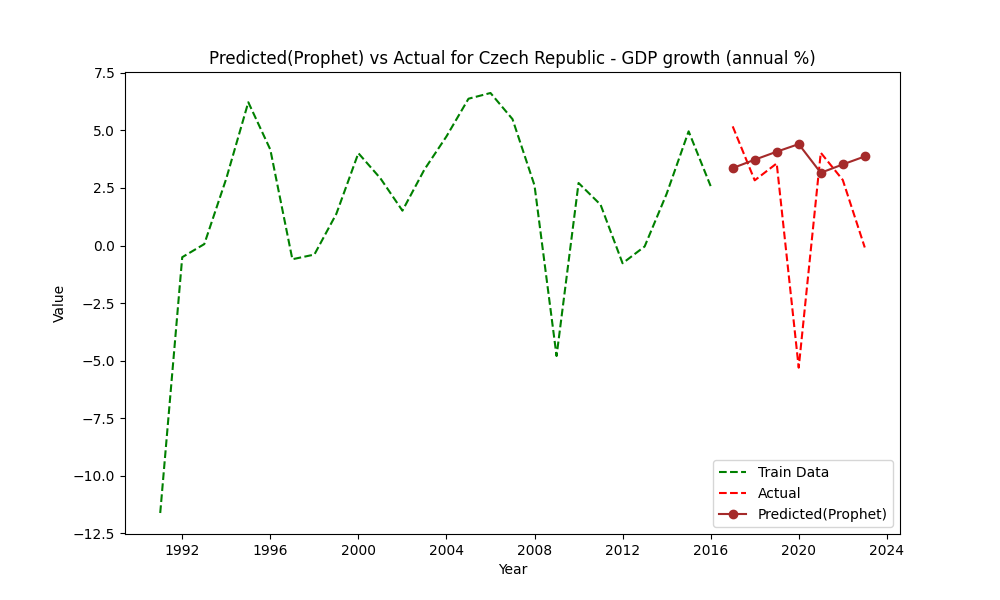 Predicted(Prophet) vs Actual for Czech Republic - GDP growth (annual %)
7.5
5.0
2.5
0.0
−2.5
−5.0
−7.5
−10.0
−12.5
Value
1992 1996 2000 2004 2008 2012 2016 2020 2024
Year
Train Data
Actual
Predicted(Prophet)